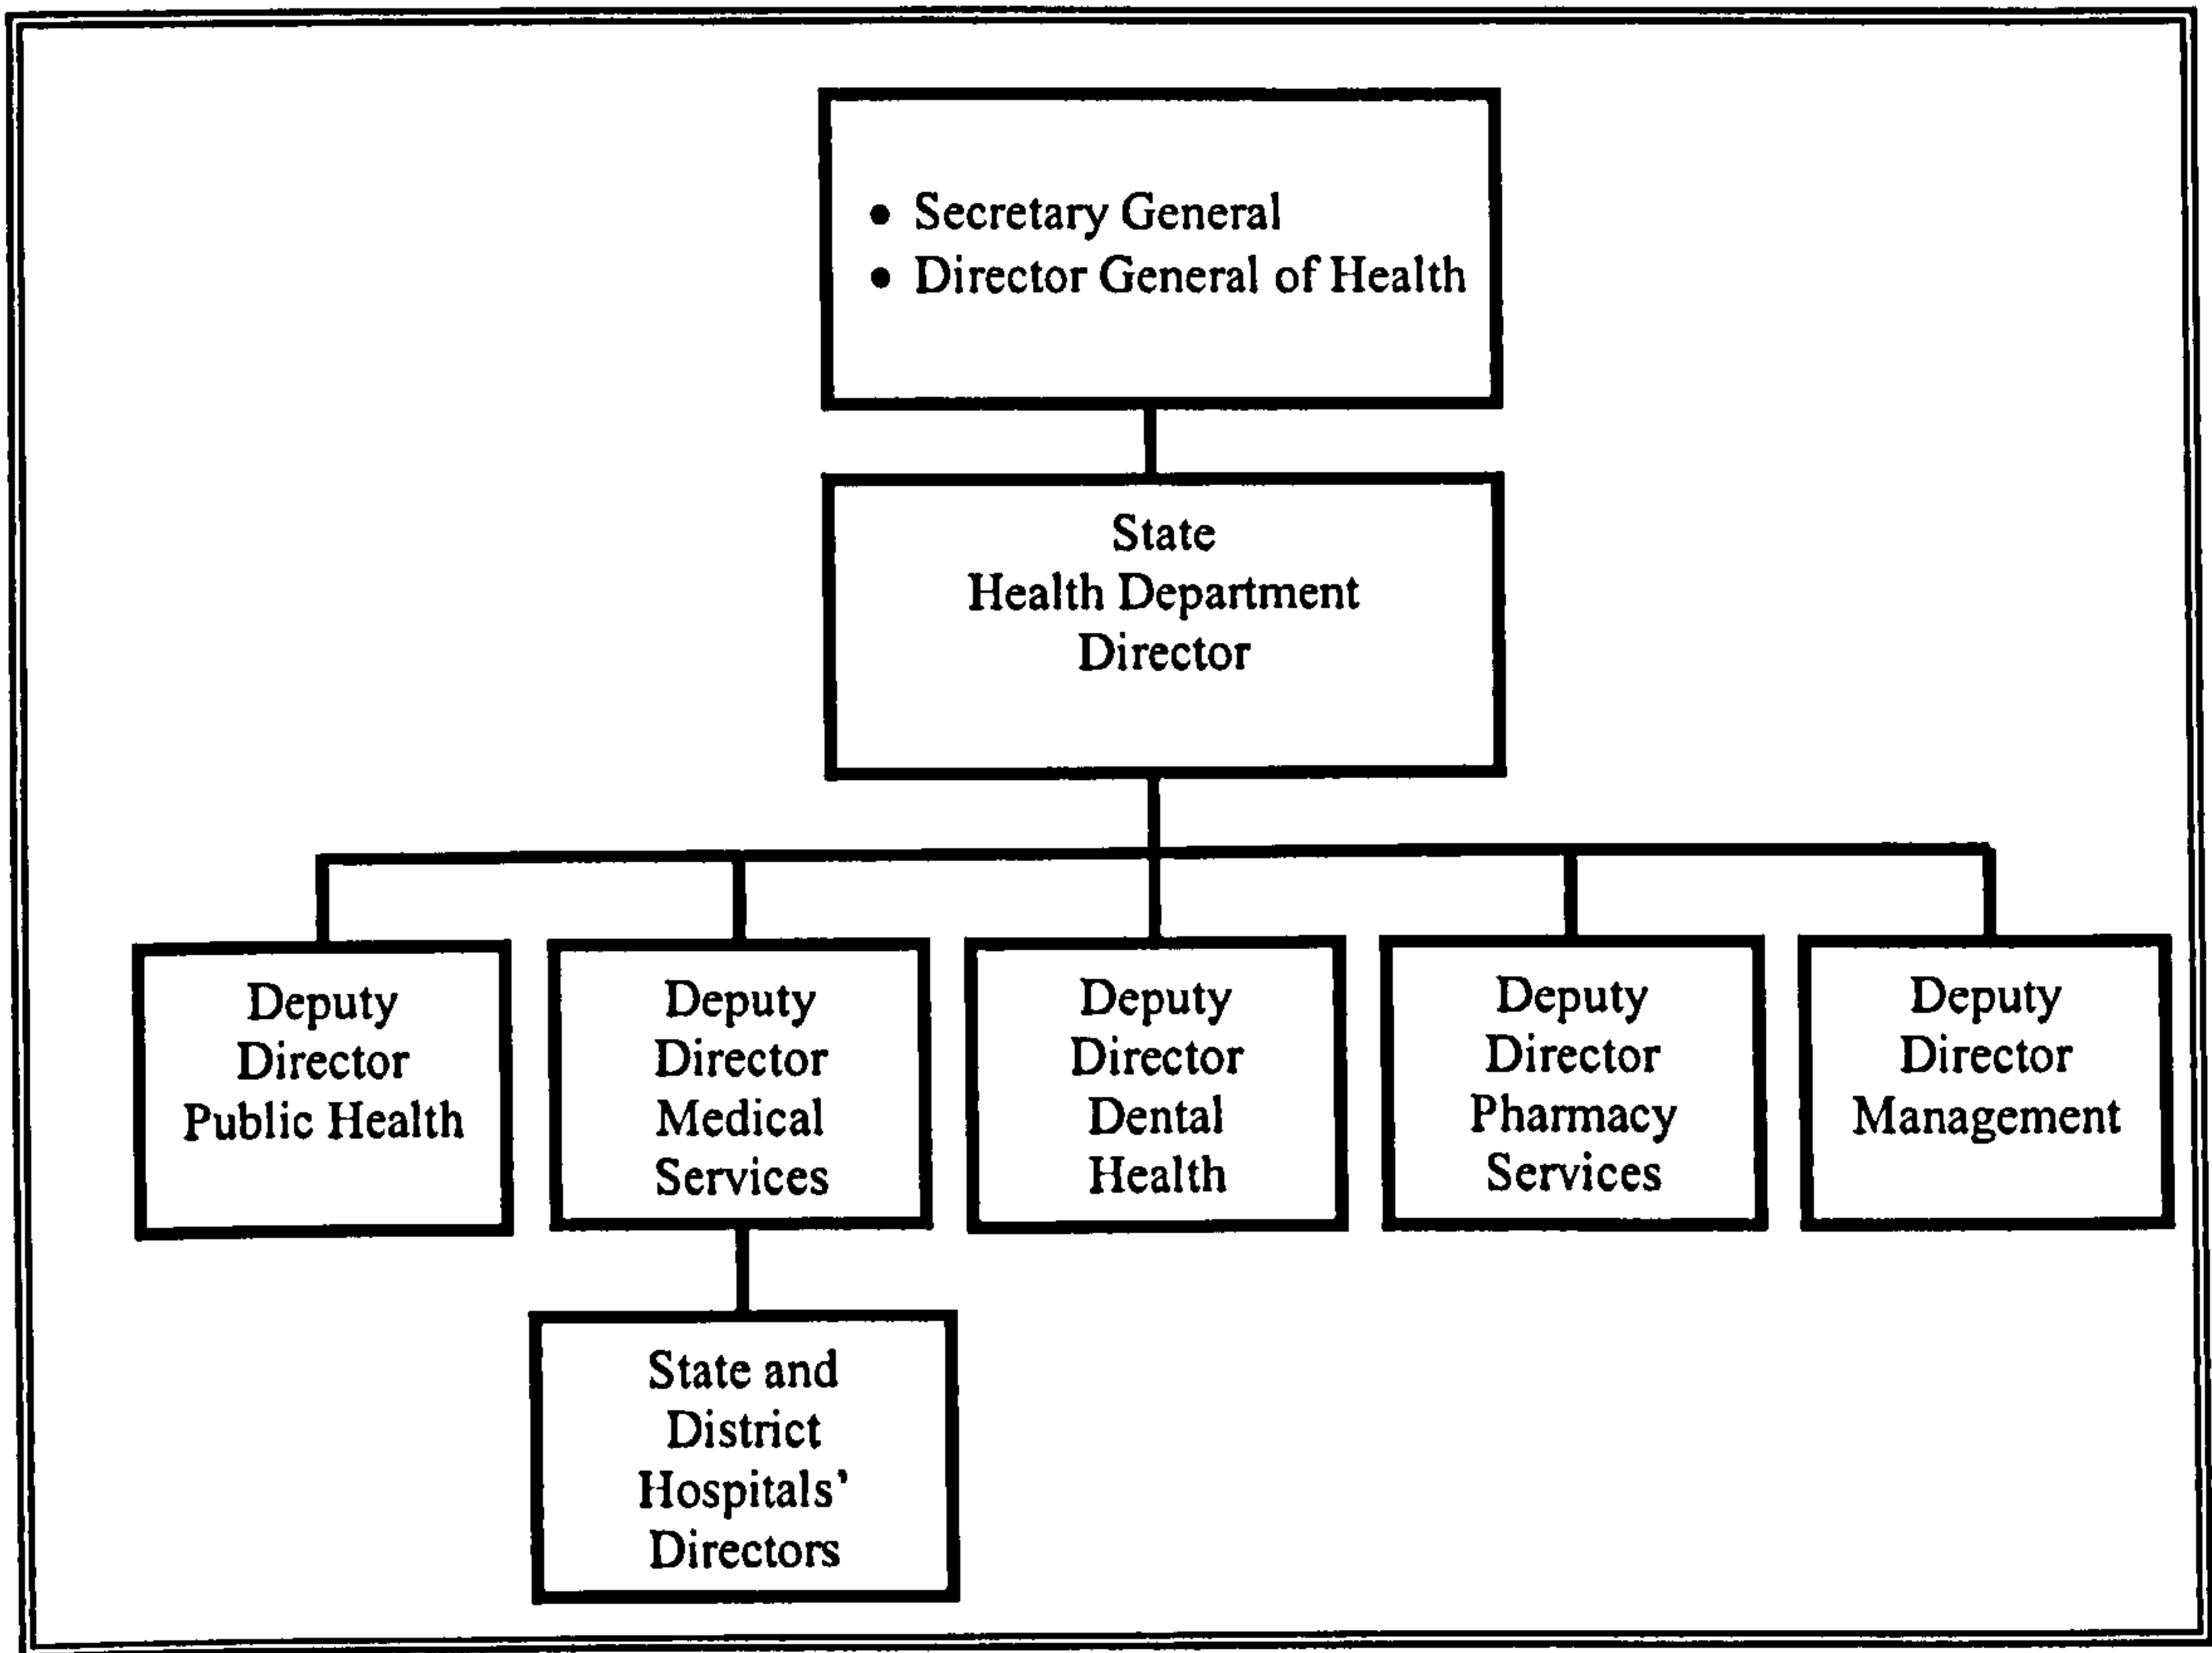 • Secretary General
• Director General of Health
State
Health Department
Director
Deputy
Director
Public Health
Deputy
Director
Medical
Services
Deputy
Director
Dental
Health
Deputy
Director
Pharmacy
Services
Deputy
Director
Management
State and
District
Hospitals’
Directors